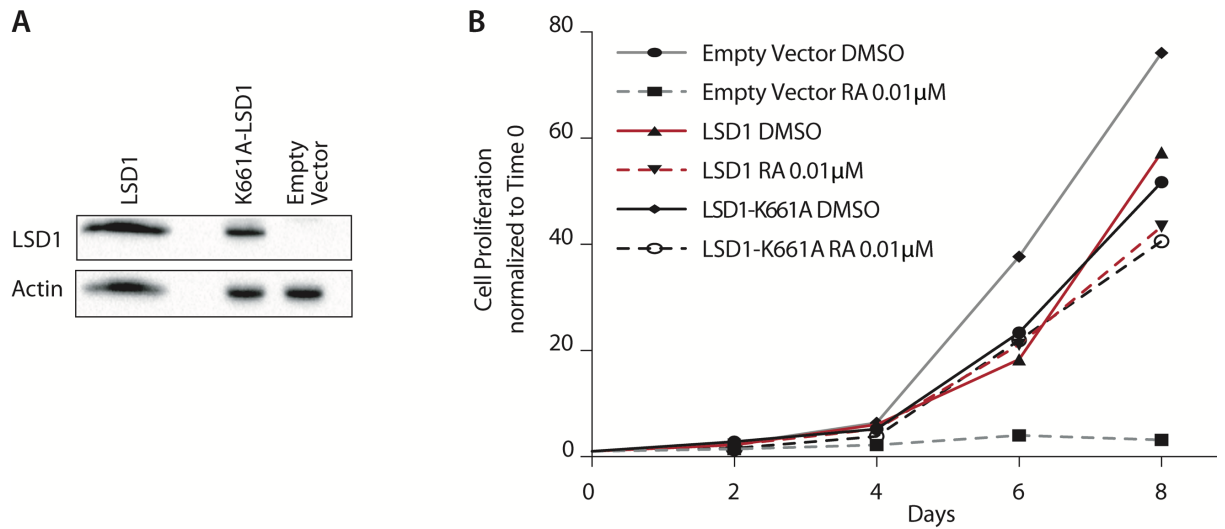 A
LSD1
K661A-LSD1
Empty
Vector
LSD1
Actin
B
Cell Proliferation
normalized to Time 0
80
60
40
20
0
Empty Vector DMSO
Empty Vector RA 0.01µM
LSD1 DMSO
LSD1 RA 0.01µM
LSD1-K661A DMSO
LSD1-K661A RA 0.01µM
0 2 4 6 8
Days